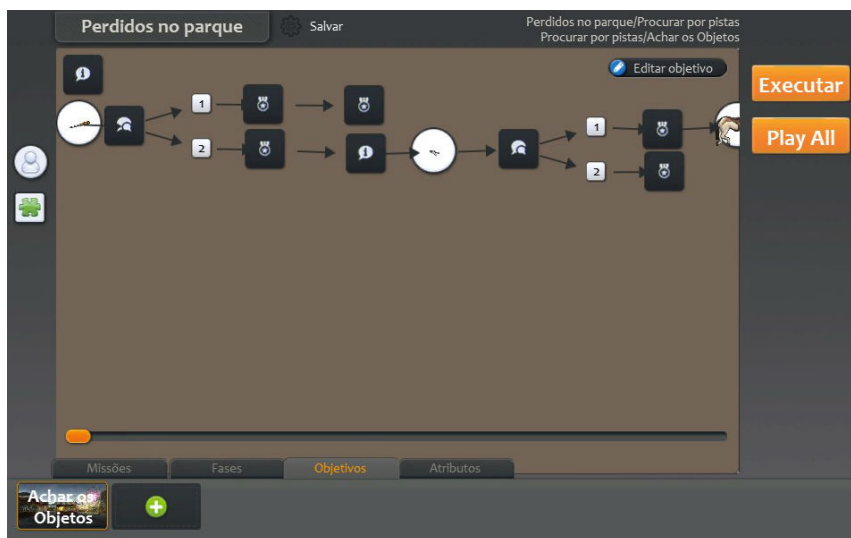 Perdidos no parque
Salvar
Perdidos no parque/Procurar por pistas
Procurar por pistas/Achar os Objetos
Editar objetivo
Executar
Play All
1
2
1
2
Missões
Fases
Objetivos
Atributos
Achar os
Objetos